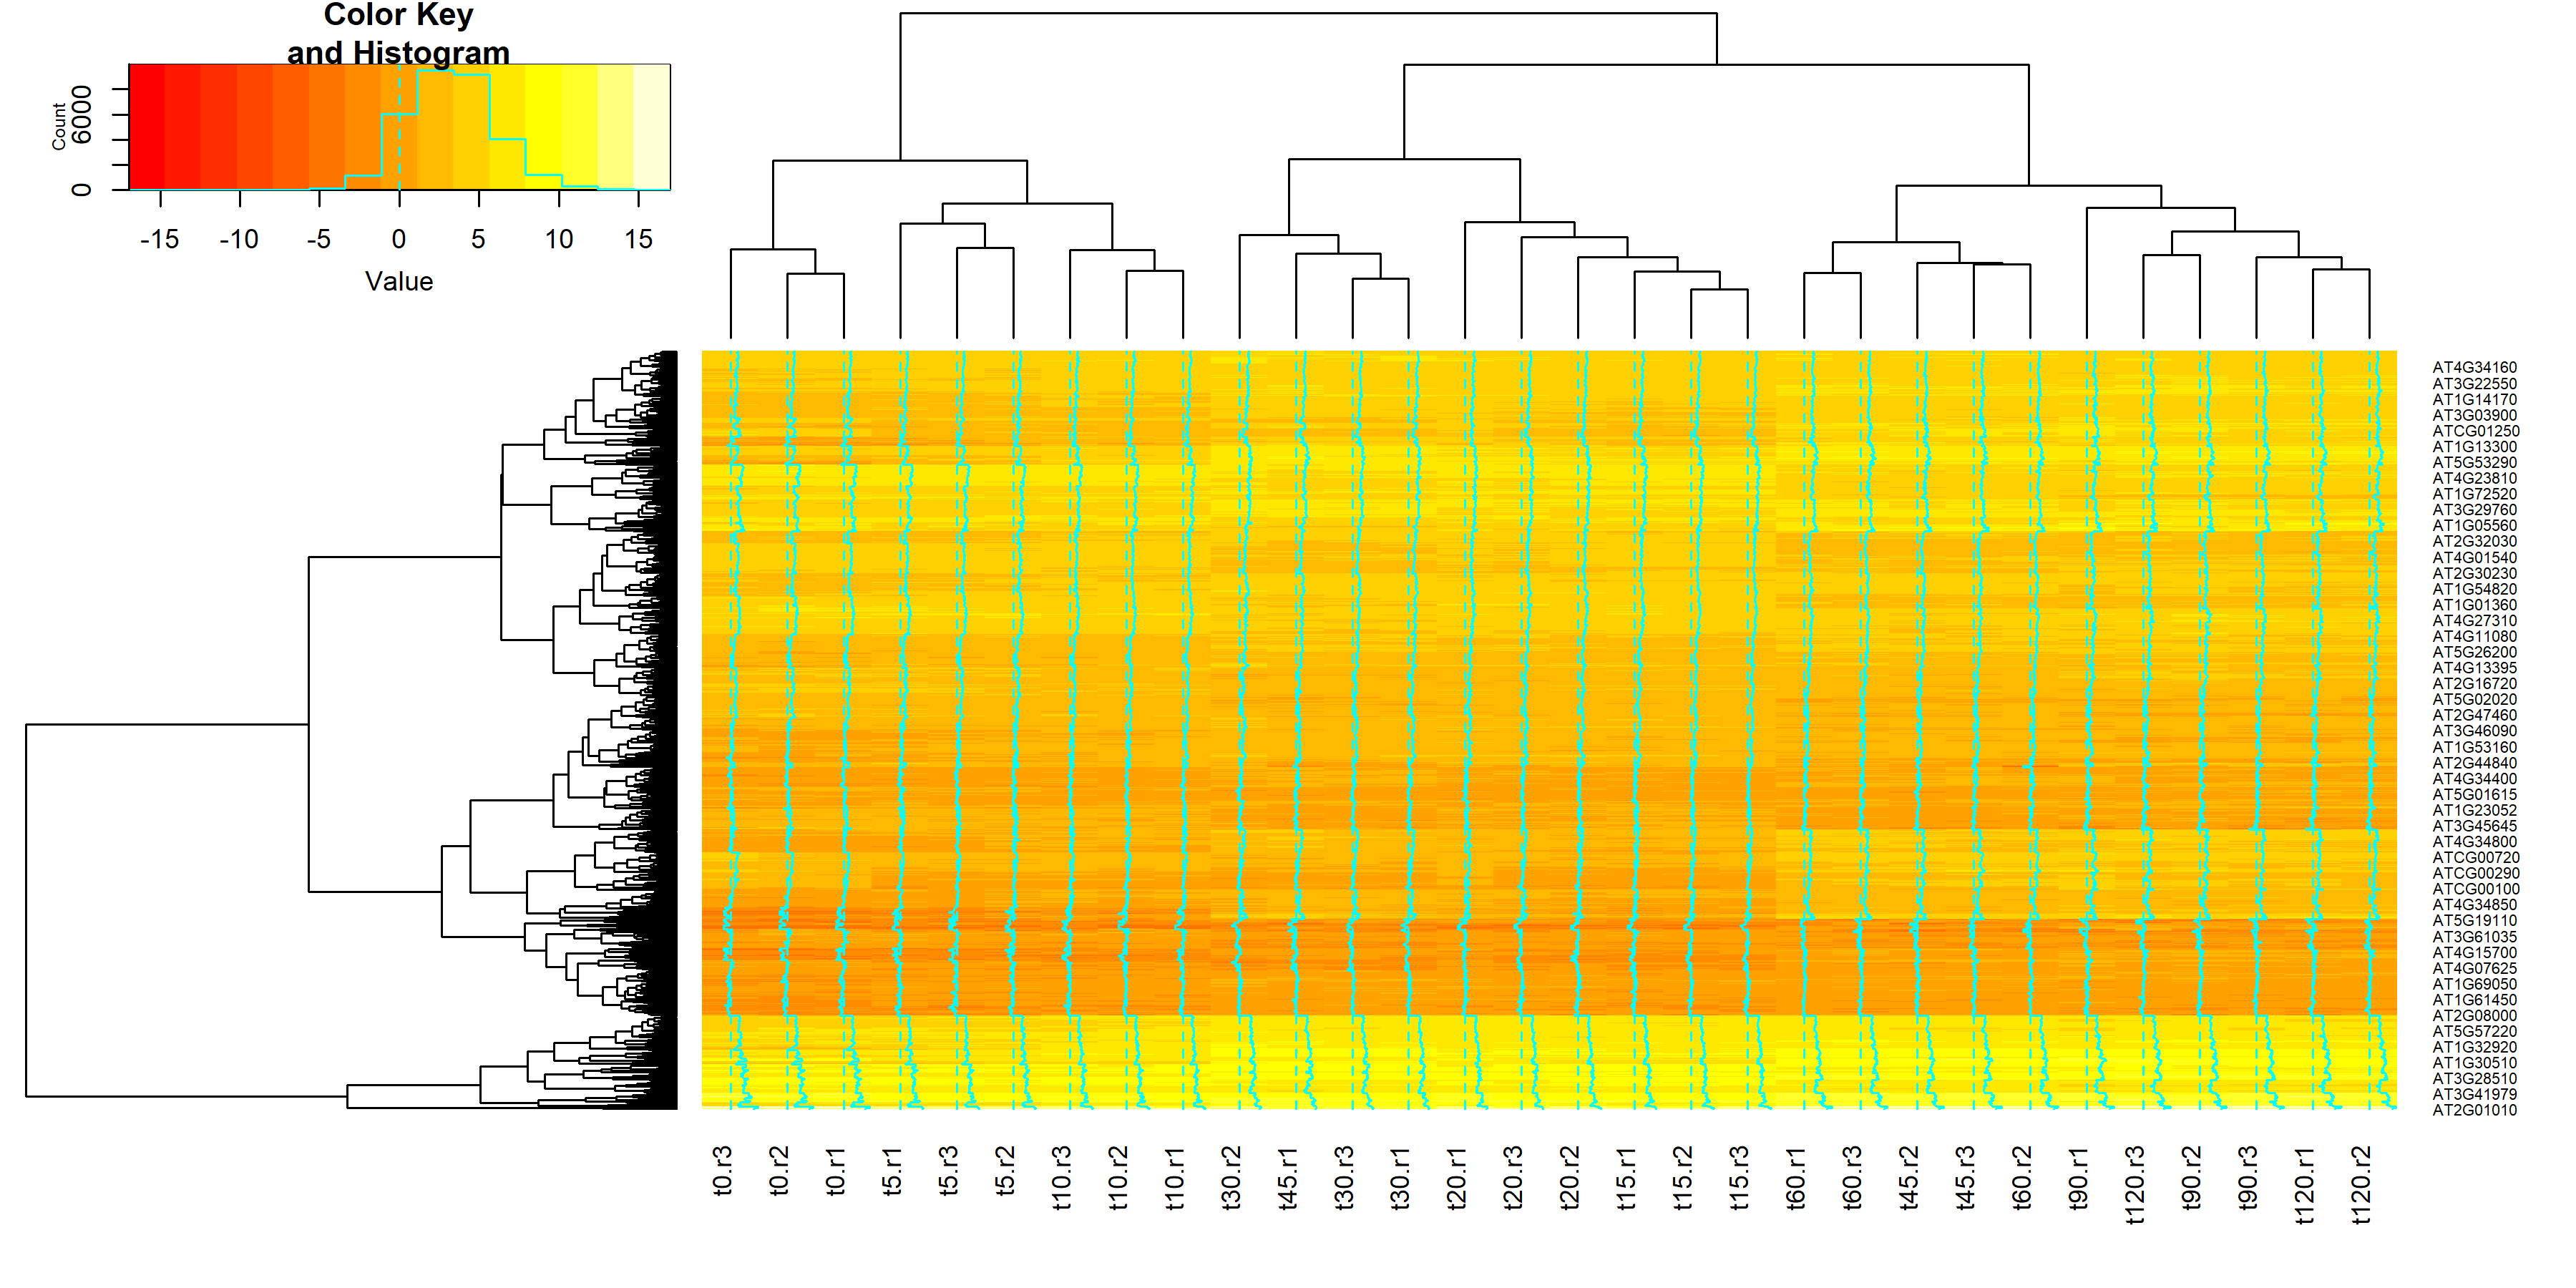 Color Key
and Histogram
Count
0 6000
-15 -10 -5 0 5 10 15
Value
AT4G34160
AT3G22550
AT1G14170
AT3G03900
ATCG01250
AT1G13300
AT5G53290
AT4G23810
AT1G72520
AT3G29760
AT1G05560
AT2G32030
AT4G01540
AT2G30230
AT1G54820
AT1G01360
AT4G27310
AT4G11080
AT5G26200
AT4G13395
AT2G16720
AT5G02020
AT2G47460
AT3G46090
AT1G53160
AT2G44840
AT4G34400
AT5G01615
AT1G23052
AT3G45645
AT4G34800
ATCG00720
ATCG00290
ATCG00100
AT4G34850
AT5G19110
AT3G61035
AT4G15700
AT4G07625
AT1G69050
AT1G61450
AT2G08000
AT5G57220
AT1G32920
AT1G30510
AT3G28510
AT3G41979
AT2G01010
t0.r3 t0.r2 t0.r1 t5.r1 t5.r3 t5.r2 t10.r3 t10.r2 t10.r1 t30.r2 t45.r1 t30.r3 t30.r1 t20.r1 t20.r3 t20.r2 t15.r1 t15.r2 t15.r3 t60.r1 t60.r3 t45.r2 t45.r3 t60.r2 t90.r1 t120.r3 t90.r2 t90.r3 t120.r1 t120.r2